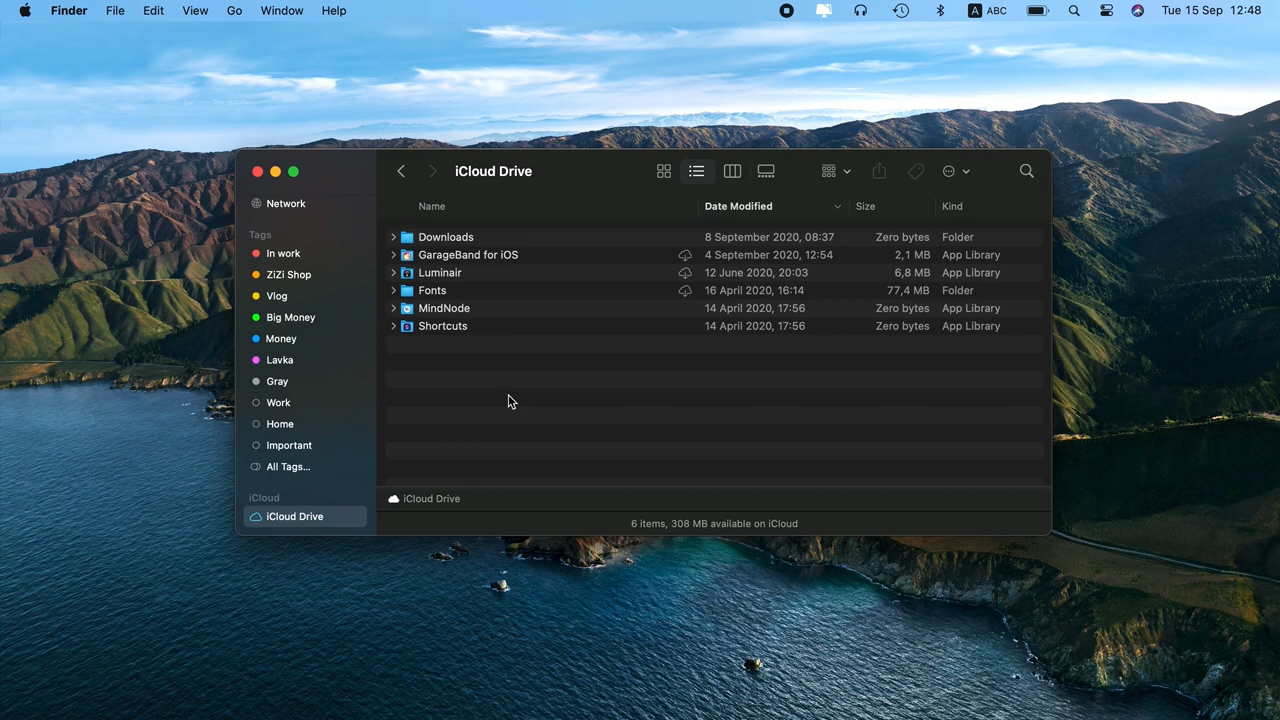 Finder File Edit View Go Window Help A ABC Tue 15 Sep 12:48
iCloud Drive
Network
Tags
In work
ZiZi Shop
Vlog
Big Money
Money
Lavka
Gray
Work
Home
Important
All Tags...
iCloud
iCloud Drive
Name Date Modified Size Kind
Downloads 8 September 2020, 08:37 Zero bytes Folder
GarageBand for iOS 4 September 2020, 12:54 2,1 MB App Library
Luminair 12 June 2020, 20:03 6,8 MB App Library
Fonts 16 April 2020, 16:14 77,4 MB Folder
MindNode 14 April 2020, 17:56 Zero bytes App Library
Shortcuts 14 April 2020, 17:56 Zero bytes App Library
iCloud Drive
6 items, 308 MB available on iCloud